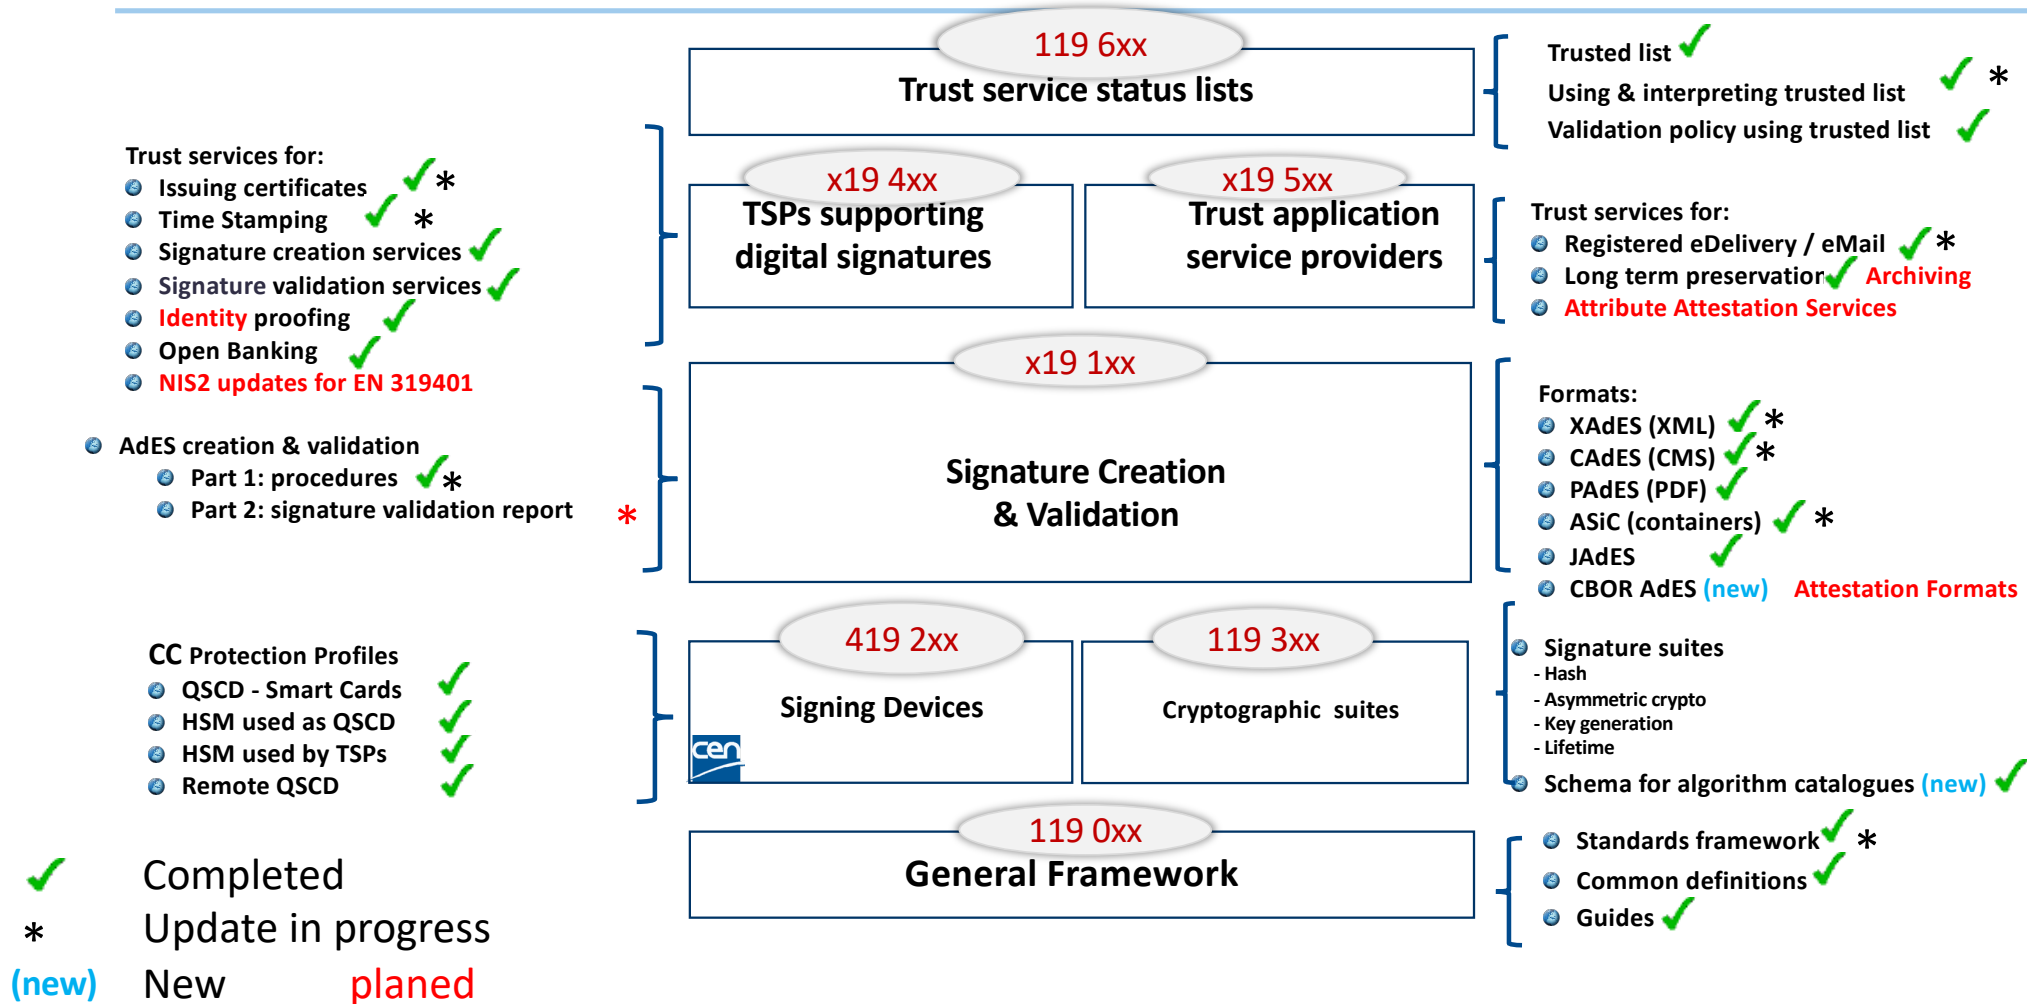 119 6xx
Trust service status lists
Trusted list
Using & interpreting trusted list *
Validation policy using trusted list
Trust services for:
Issuing certificates *
Time Stamping *
Signature creation services
Signature validation services
Identity proofing
Open Banking
NIS2 updates for EN 319401
x19 4xx
TSPs supporting
digital signatures
x19 5xx
Trust application
service providers
Trust services for:
Registered eDelivery / eMail *
Long term preservation Archiving
Attribute Attestation Services
AdES creation & validation
Part 1: procedures *
Part 2: signature validation report *
x19 1xx
Signature Creation
& Validation
Formats:
XAdES (XML) *
CAdES (CMS) *
PAdES (PDF)
ASiC (containers) *
JAdES
CBOR AdES (new) Attestation Formats
CC Protection Profiles
QSCD - Smart Cards
HSM used as QSCD
HSM used by TSPs
Remote QSCD
419 2xx
Signing Devices
cen
119 3xx
Cryptographic suites
Signature suites
- Hash
- Asymmetric crypto
- Key generation
- Lifetime
Schema for algorithm catalogues (new)
119 0xx
General Framework
Standards framework *
Common definitions
Guides
Completed
* Update in progress
(new) New planed